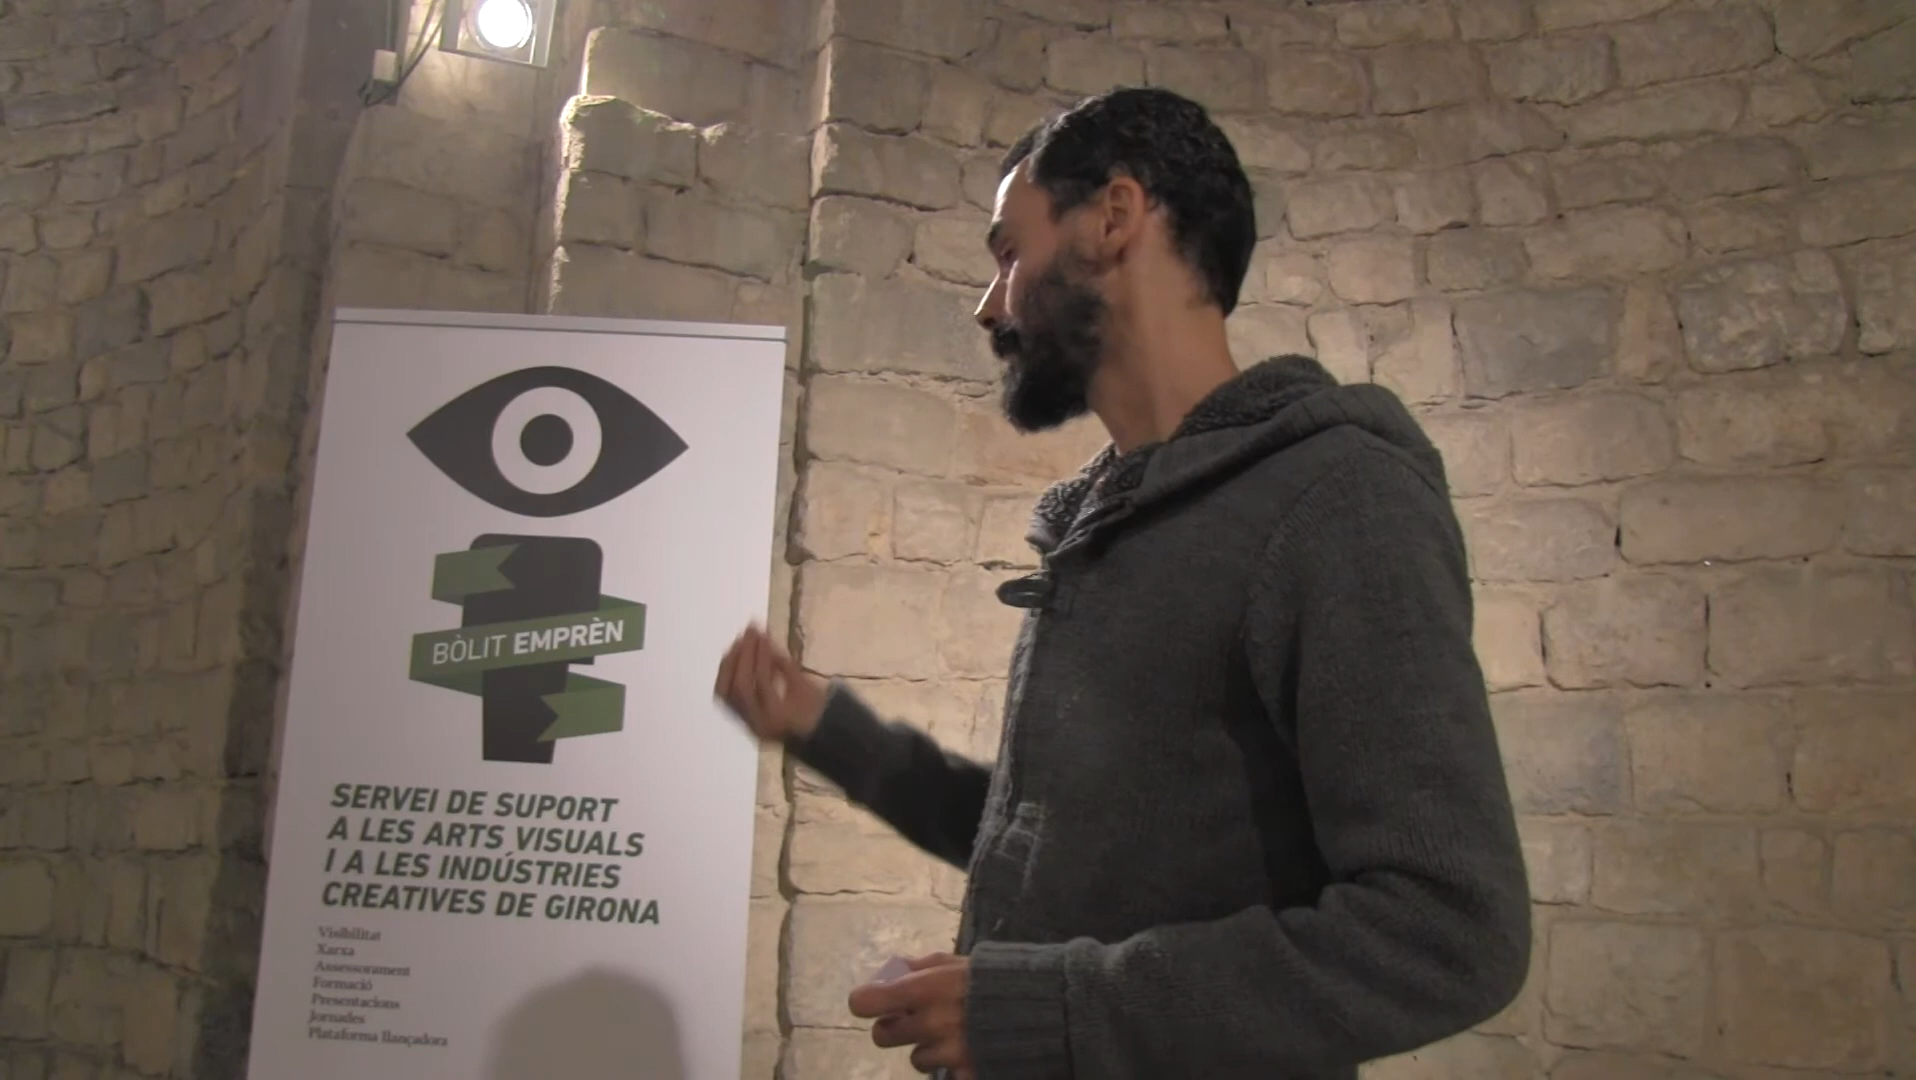 BÒLIT EMPRÈN
SERVEI DE SUPORT
A LES ARTS VISUALS
I A LES INDÚSTRIES
CREATIVES DE GIRONA
Visibilitat
Xarxa
Assessorament
Formació
Presentacions
Jornades
Plataforma llançadora